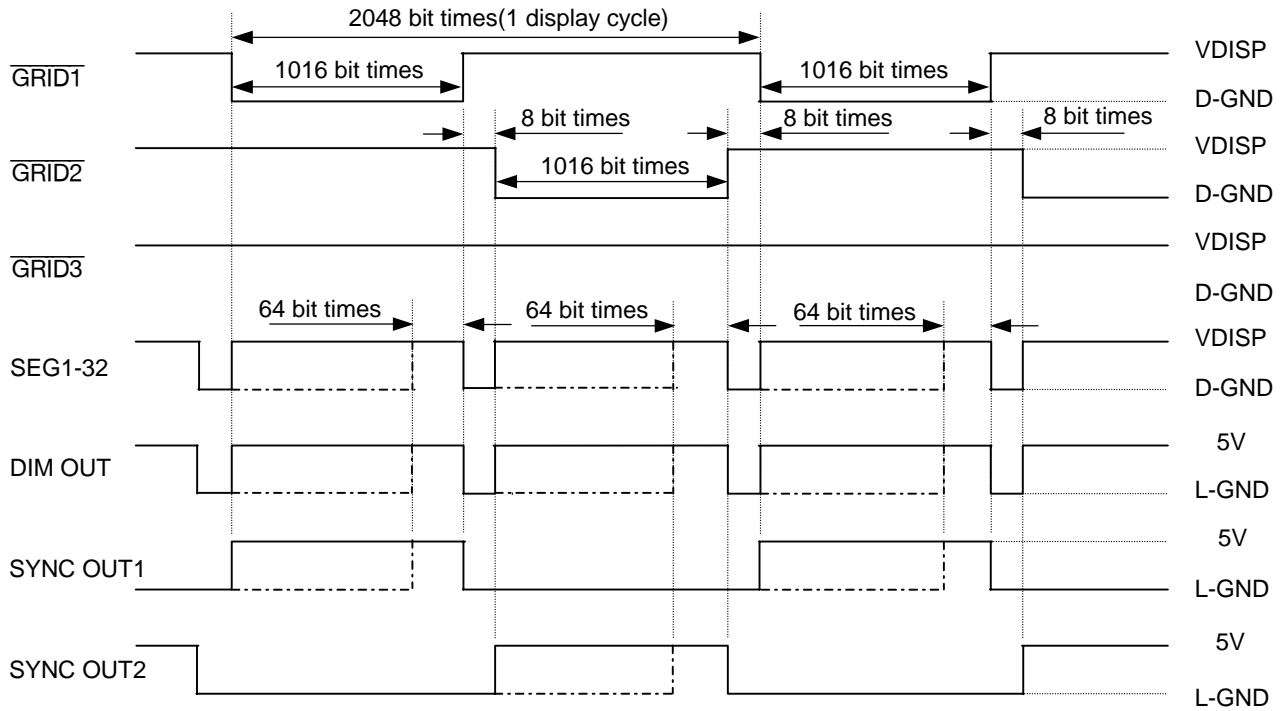 2048 bit times(1 display cycle)
GRID1
1016 bit times
1016 bit times
VDISP
D-GND
8 bit times
8 bit times
8 bit times
GRID2
1016 bit times
VDISP
D-GND
GRID3
VDISP
D-GND
64 bit times
64 bit times
64 bit times
SEG1-32
VDISP
D-GND
DIM OUT
5V
L-GND
SYNC OUT1
5V
L-GND
SYNC OUT2
5V
L-GND